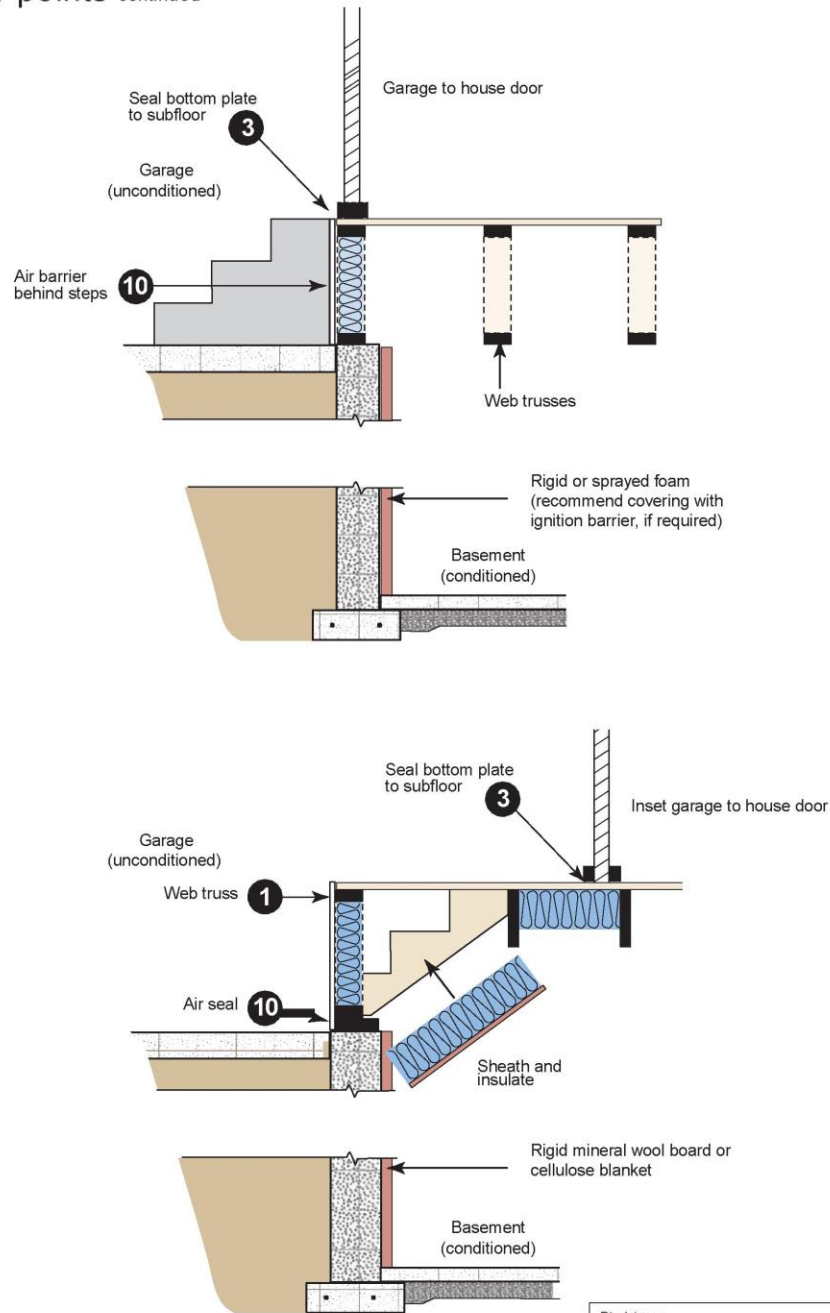 points continued
Seal bottom plate
to subfloor
3
Garage to house door
Garage
(unconditioned)
Air barrier
behind steps
10
Web trusses
Rigid or sprayed foam
(recommend covering with
ignition barrier, if required)
Basement
(conditioned)
Seal bottom plate
to subfloor
3
Inset garage to house door
Garage
(unconditioned)
Web truss
1
Air seal
10
Sheath and
insulate
Rigid mineral wool board or
cellulose blanket
Basement
(conditioned)